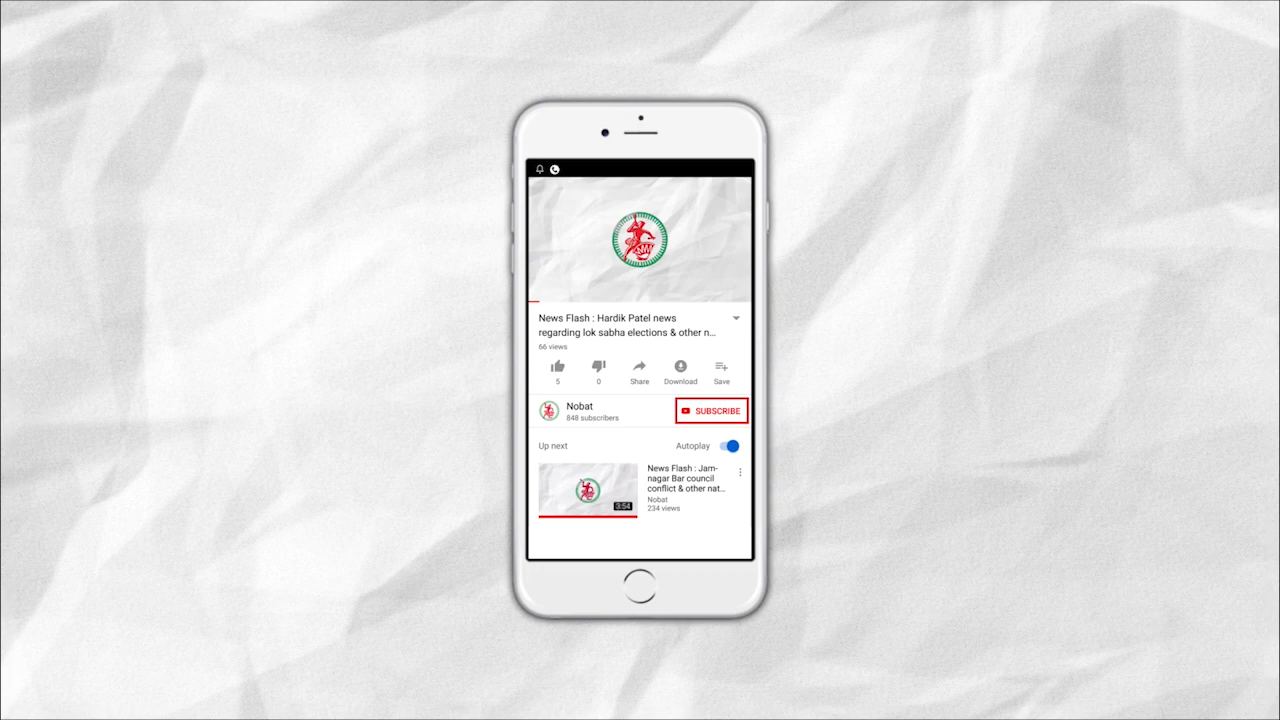 News Flash : Hardik Patel news
regarding lok sabha elections & other n...
66 views
5
0
Share
Download
Save
Nobat
848 subscribers
SUBSCRIBE
Up next
Autoplay
News Flash : Jam-
nagar Bar council
conflict & other nat...
Nobat
234 views
3:54